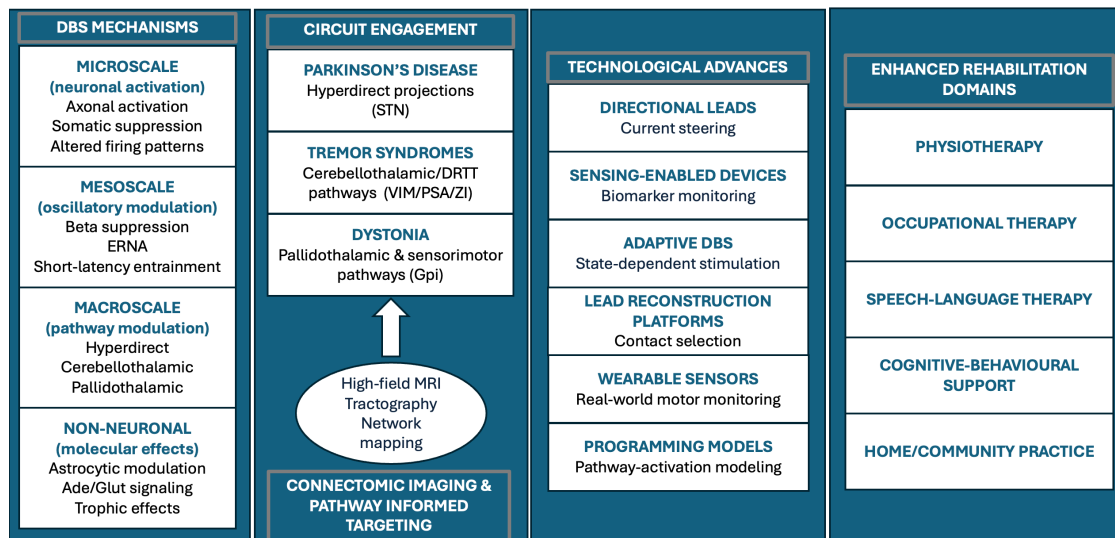 DBS MECHANISMS
MICROSCALE
(neuronal activation)
Axonal activation
Somatic suppression
Altered firing patterns
MESOSCALE
(oscillatory modulation)
Beta suppression
ERNA
Short-latency entrainment
MACROSCALE
(pathway modulation)
Hyperdirect
Cerebellothalamic
Pallidothalamic
NON-NEURONAL
(molecular effects)
Astrocytic modulation
Ade/Glut signaling
Trophic effects
CIRCUIT ENGAGEMENT
PARKINSON'S DISEASE
Hyperdirect projections
(STN)
TREMOR SYNDROMES
Cerebellothalamic/DRTT
pathways (VIM/PSA/ZI)
DYSTONIA
Pallidothalamic & sensorimotor
pathways (Gpi)
High-field MRI
Tractography
Network
mapping
CONNECTOMIC IMAGING &
PATHWAY INFORMED
TARGETING
TECHNOLOGICAL ADVANCES
DIRECTIONAL LEADS
Current steering
SENSING-ENABLED DEVICES
Biomarker monitoring
ADAPTIVE DBS
State-dependent stimulation
LEAD RECONSTRUCTION
PLATFORMS
Contact selection
WEARABLE SENSORS
Real-world motor monitoring
PROGRAMMING MODELS
Pathway-activation modeling
ENHANCED REHABILITATION
DOMAINS
PHYSIOTHERAPY
OCCUPATIONAL THERAPY
SPEECH-LANGUAGE THERAPY
COGNITIVE-BEHAVIOURAL
SUPPORT
HOME/COMMUNITY PRACTICE